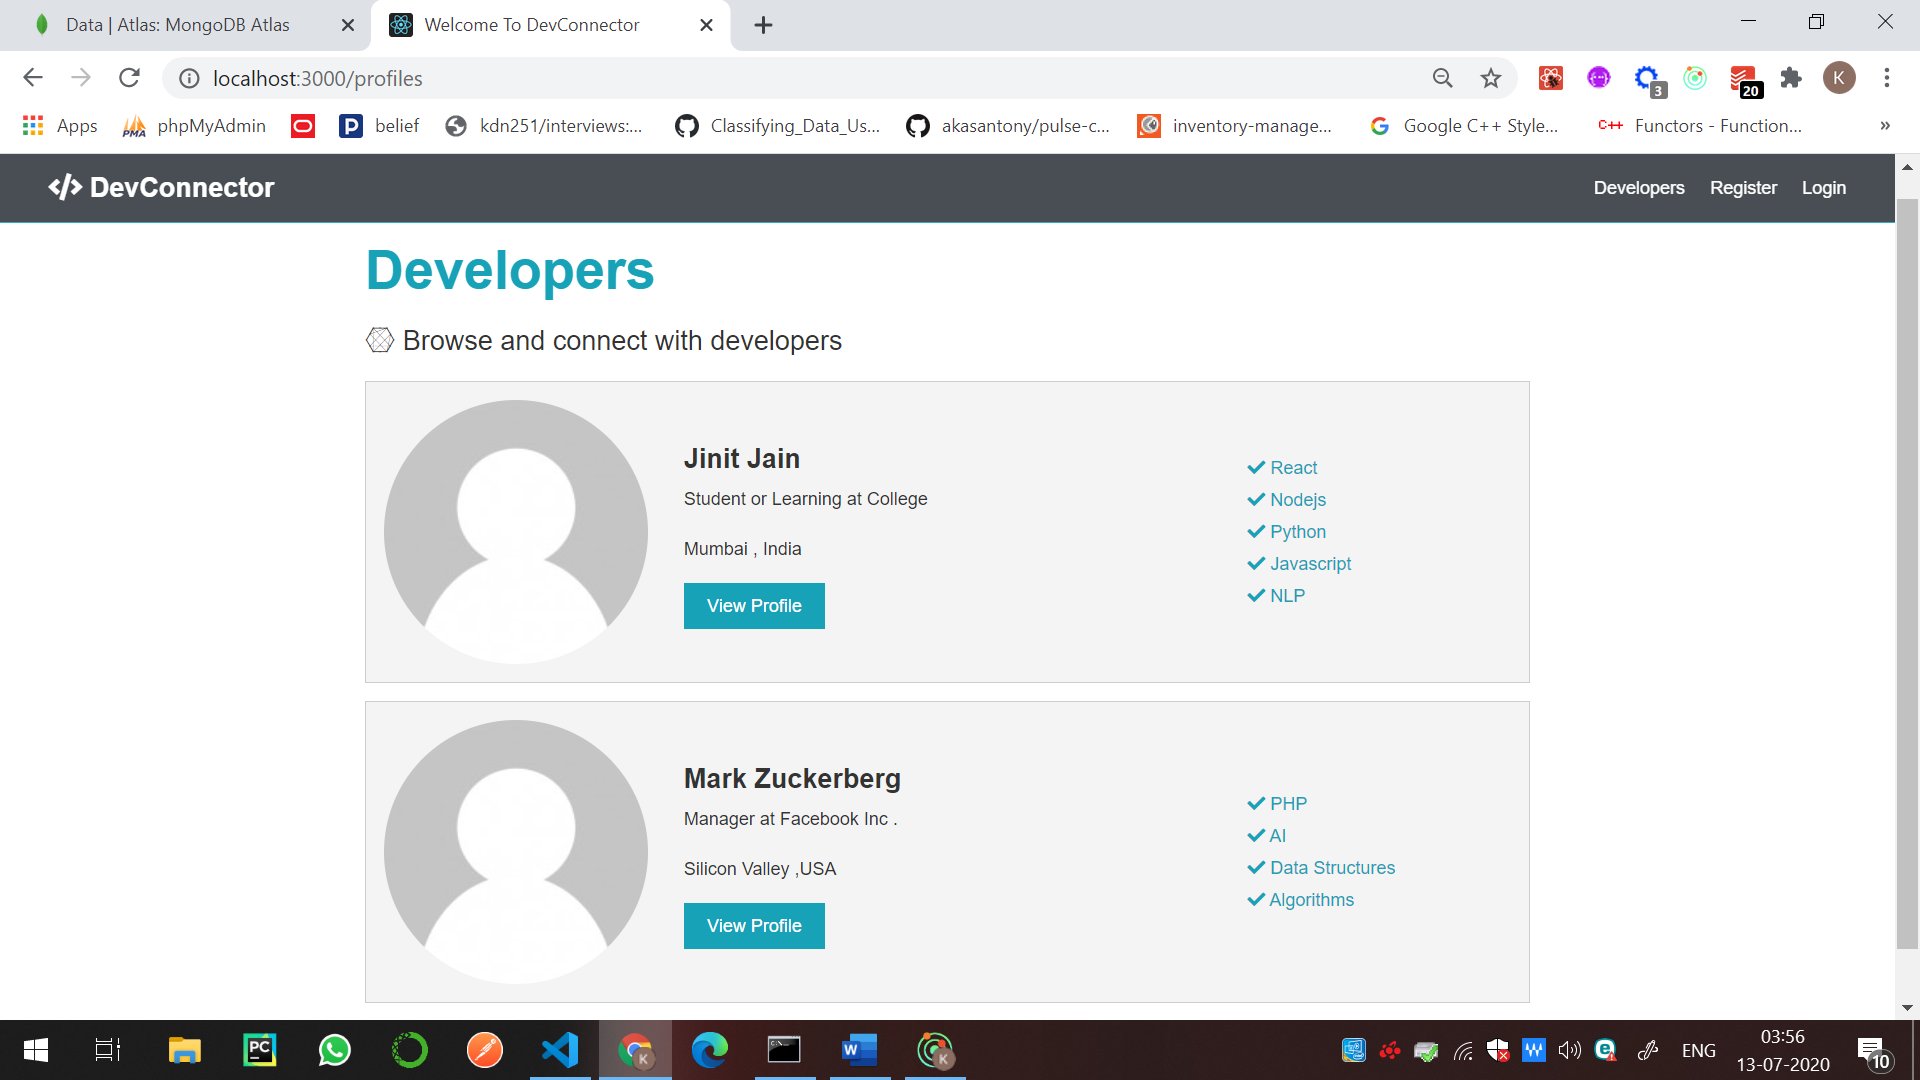 Data | Atlas: MongoDB Atlas
Welcome To DevConnector
localhost:3000/profiles
3
20
K
Apps
phpMyAdmin
belief
kdn251/interviews:...
Classifying_Data_Us...
akasantony/pulse-c...
inventory-manage...
Google C++ Style...
Functors - Function...
»
</> DevConnector
Developers
Register
Login
Developers
Browse and connect with developers
Jinit Jain
Student or Learning at College
Mumbai , India
View Profile
React
Nodejs
Python
Javascript
NLP
Mark Zuckerberg
Manager at Facebook Inc .
Silicon Valley ,USA
View Profile
PHP
AI
Data Structures
Algorithms
PC
K
W
K
ENG
03:56
13-07-2020
10